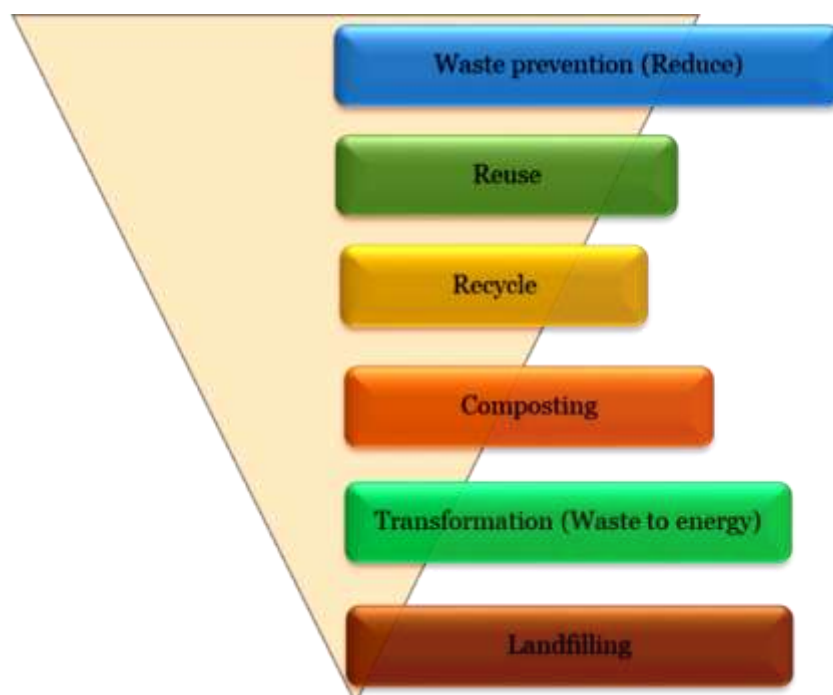 Waste prevention (Reduce)
Reuse
Recycle
Composting
Transformation (Waste to energy)
Landfilling